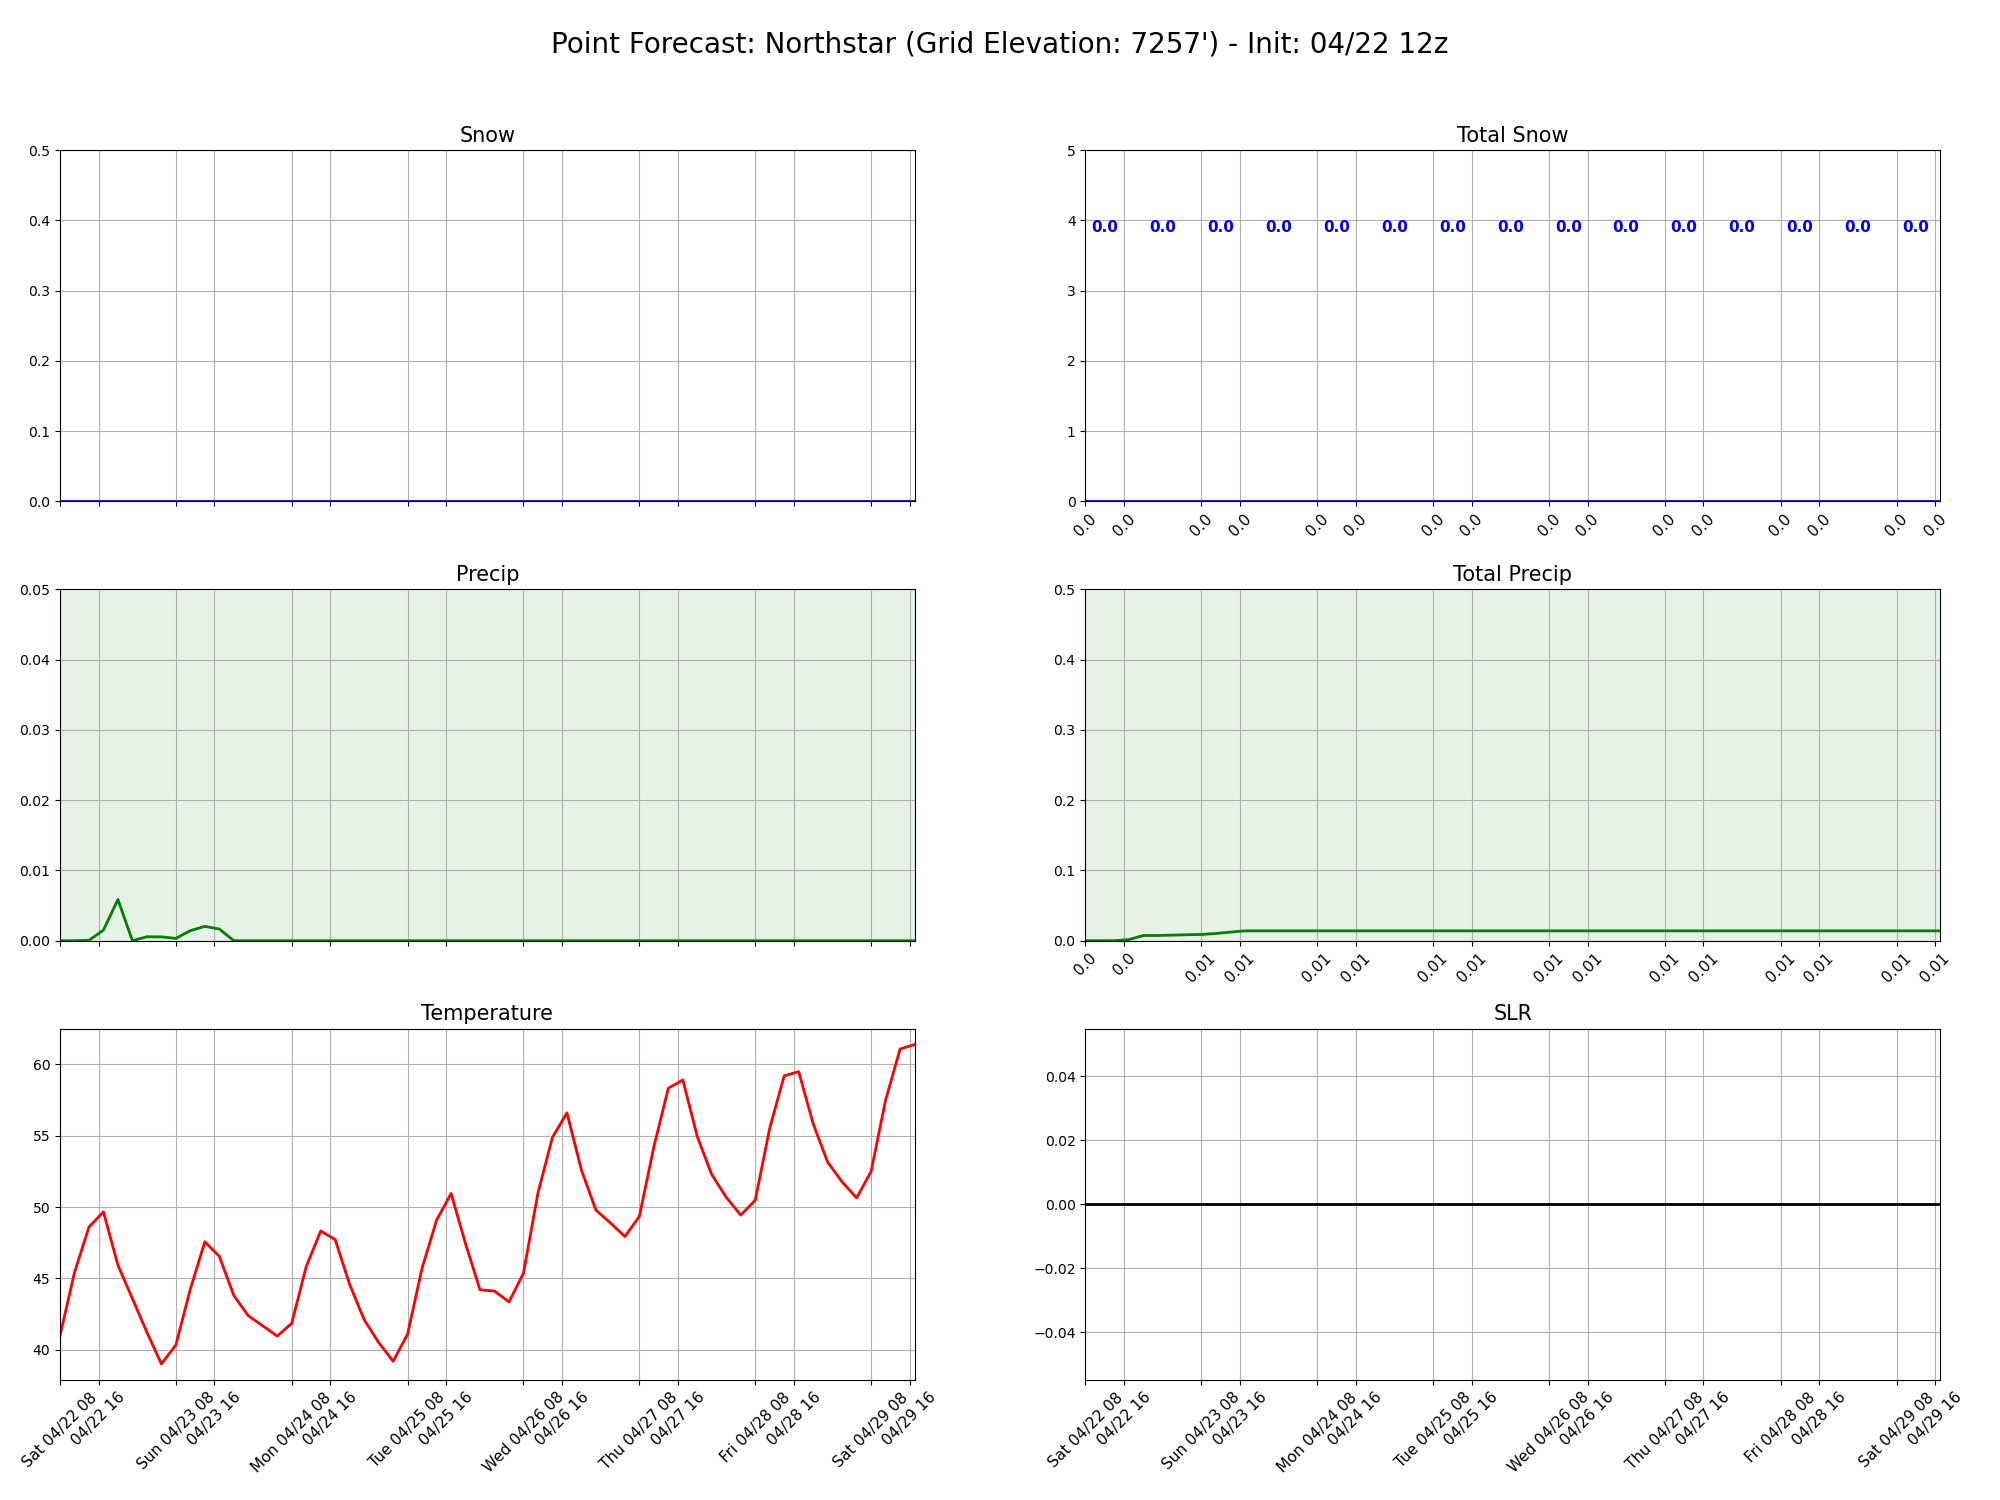 Point Forecast: Northstar (Grid Elevation: 7257') - Init: 04/22 12z
Snow
0.5
0.4
0.3
0.2
0.1
0.0
Total Snow
5
4
3
2
1
0
0.0 0.0 0.0 0.0 0.0 0.0 0.0 0.0 0.0 0.0 0.0 0.0 0.0 0.0 0.0
0.0 0.0 0.0 0.0 0.0 0.0 0.0 0.0 0.0 0.0 0.0 0.0 0.0 0.0 0.0 0.0
Precip
0.05
0.04
0.03
0.02
0.01
0.00
Total Precip
0.5
0.4
0.3
0.2
0.1
0.0
0.0 0.0 0.01 0.01 0.01 0.01 0.01 0.01 0.01 0.01 0.01 0.01 0.01 0.01 0.01 0.01
Temperature
60
55
50
45
40
Sat 04/22 08
04/22 16
Sun 04/23 08
04/23 16
Mon 04/24 08
04/24 16
Tue 04/25 08
04/25 16
Wed 04/26 08
04/26 16
Thu 04/27 08
04/27 16
Fri 04/28 08
04/28 16
Sat 04/29 08
04/29 16
SLR
0.04
0.02
0.00
−0.02
−0.04
Sat 04/22 08
04/22 16
Sun 04/23 08
04/23 16
Mon 04/24 08
04/24 16
Tue 04/25 08
04/25 16
Wed 04/26 08
04/26 16
Thu 04/27 08
04/27 16
Fri 04/28 08
04/28 16
Sat 04/29 08
04/29 16